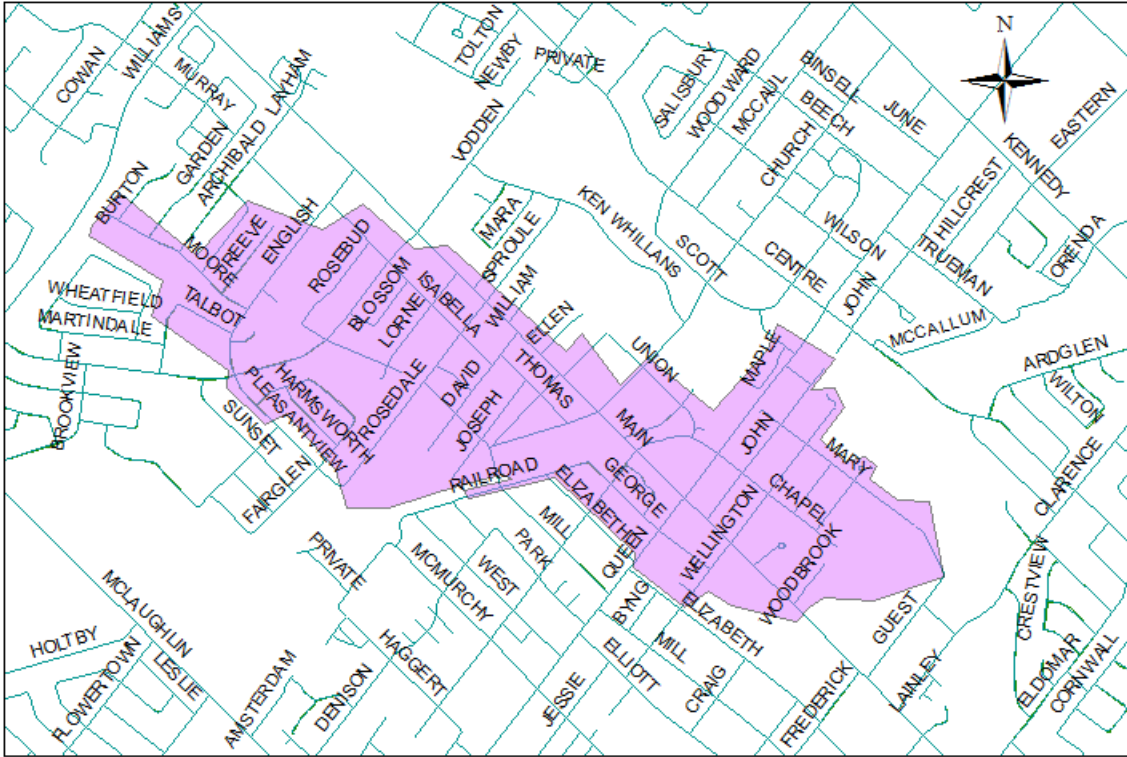 COWAN
WILLIAMS
MURRAY
LAYHAM
GARDEN
ARCHIBALD
TOLTON
NEWBY
PRIVATE
VODDEN
SALISBURY
WOODWARD
MCCAUL
BINSELL
BEECH
JUNE
CHURCH
N
KENNEDY
EASTERN
BURTON
MOORE
REEVE
ENGLISH
ROSEBUD
MARA
SPROULE
KEN WHILLANS
SCOTT
CENTRE
WILSON
HILLCREST
TRUEMAN
ORENDA
JOHN
WHEATFIELD
MARTINDALE
TALBOT
BLOSSOM
LORNE
ISABELLA
WILLIAM
ELLEN
UNION
MAPLE
MCCALLUM
ARDGLEN
WILTON
BROOKVIEW
HARMSWORTH
PLEASANTVIEW
SUNSET
FAIRGLEN
ROSEDALE
DAVID
JOSEPH
THOMAS
MAIN
JOHN
MARY
CLARENCE
RAILROAD
ELIZABETH
GEORGE
CHAPEL
WELLINGTON
WOODBROOK
QUEEN
MILL
PARK
WEST
MCMURCHY
PRIVATE
MCLAUGHLIN
HOLTBY
FLOWERTOWN
LESLIE
AMSTERDAM
DENISON
HAGGERT
JESSIE
BYNG
ELLIOTT
MILL
CRAIG
ELIZABETH
GUEST
FREDERICK
LAINLEY
CRESTVIEW
ELDOMAR
CORNWALL